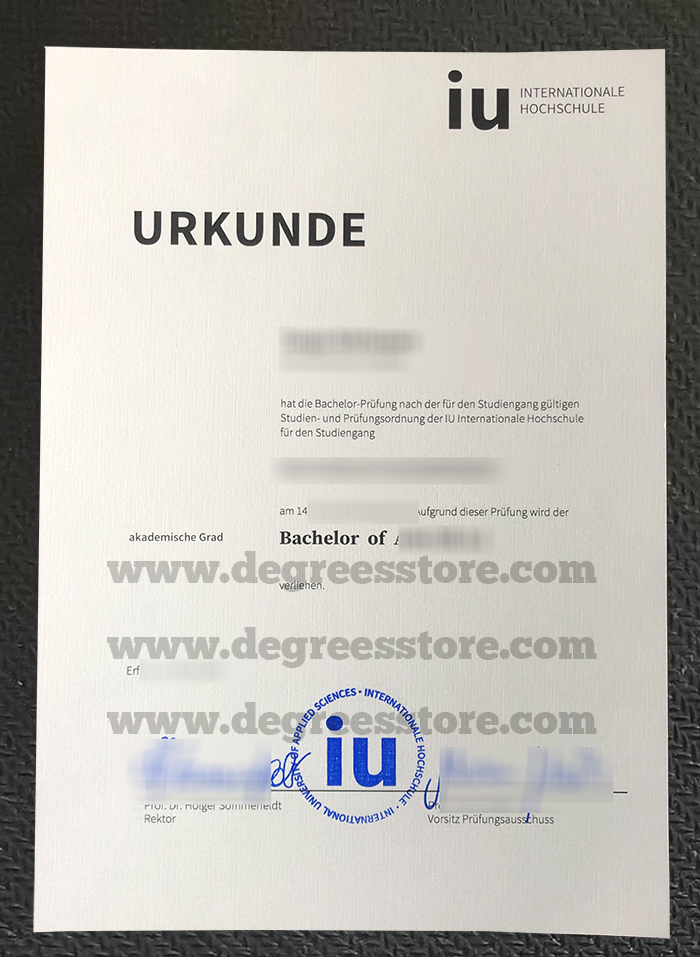 iu INTERNATIONALE
HOCHSCHULE
URKUNDE
hat die Bachelor-Prüfung nach der für den Studiengang gültigen
Studien- und Prüfungsordnung der IU Internationale Hochschule
für den Studiengang
am 14 ufgrund dieser Prüfung wird der
akademische Grad Bachelor of A
www.degreesstore.com
verliehen.
www.degreesstore.com
Erf
www.degreesstore.com
INTERNATIONAL UNIVERSITY OF APPLIED SCIENCES • INTERNATIONALE HOCHSCHULE •
iu
Prof. Dr. Holger Sommerfeldt
Rektor
Vorsitz Prüfungsausschuss